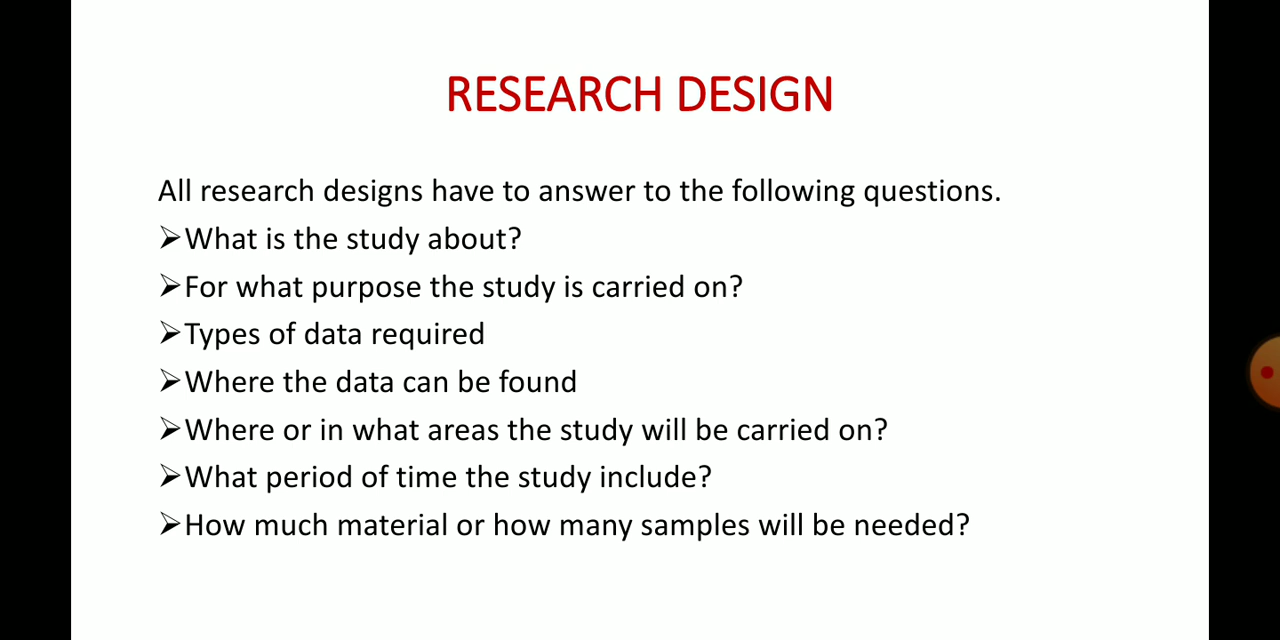 RESEARCH DESIGN
All research designs have to answer to the following questions.
➢What is the study about?
➢For what purpose the study is carried on?
➢Types of data required
➢Where the data can be found
➢Where or in what areas the study will be carried on?
➢What period of time the study include?
➢How much material or how many samples will be needed?